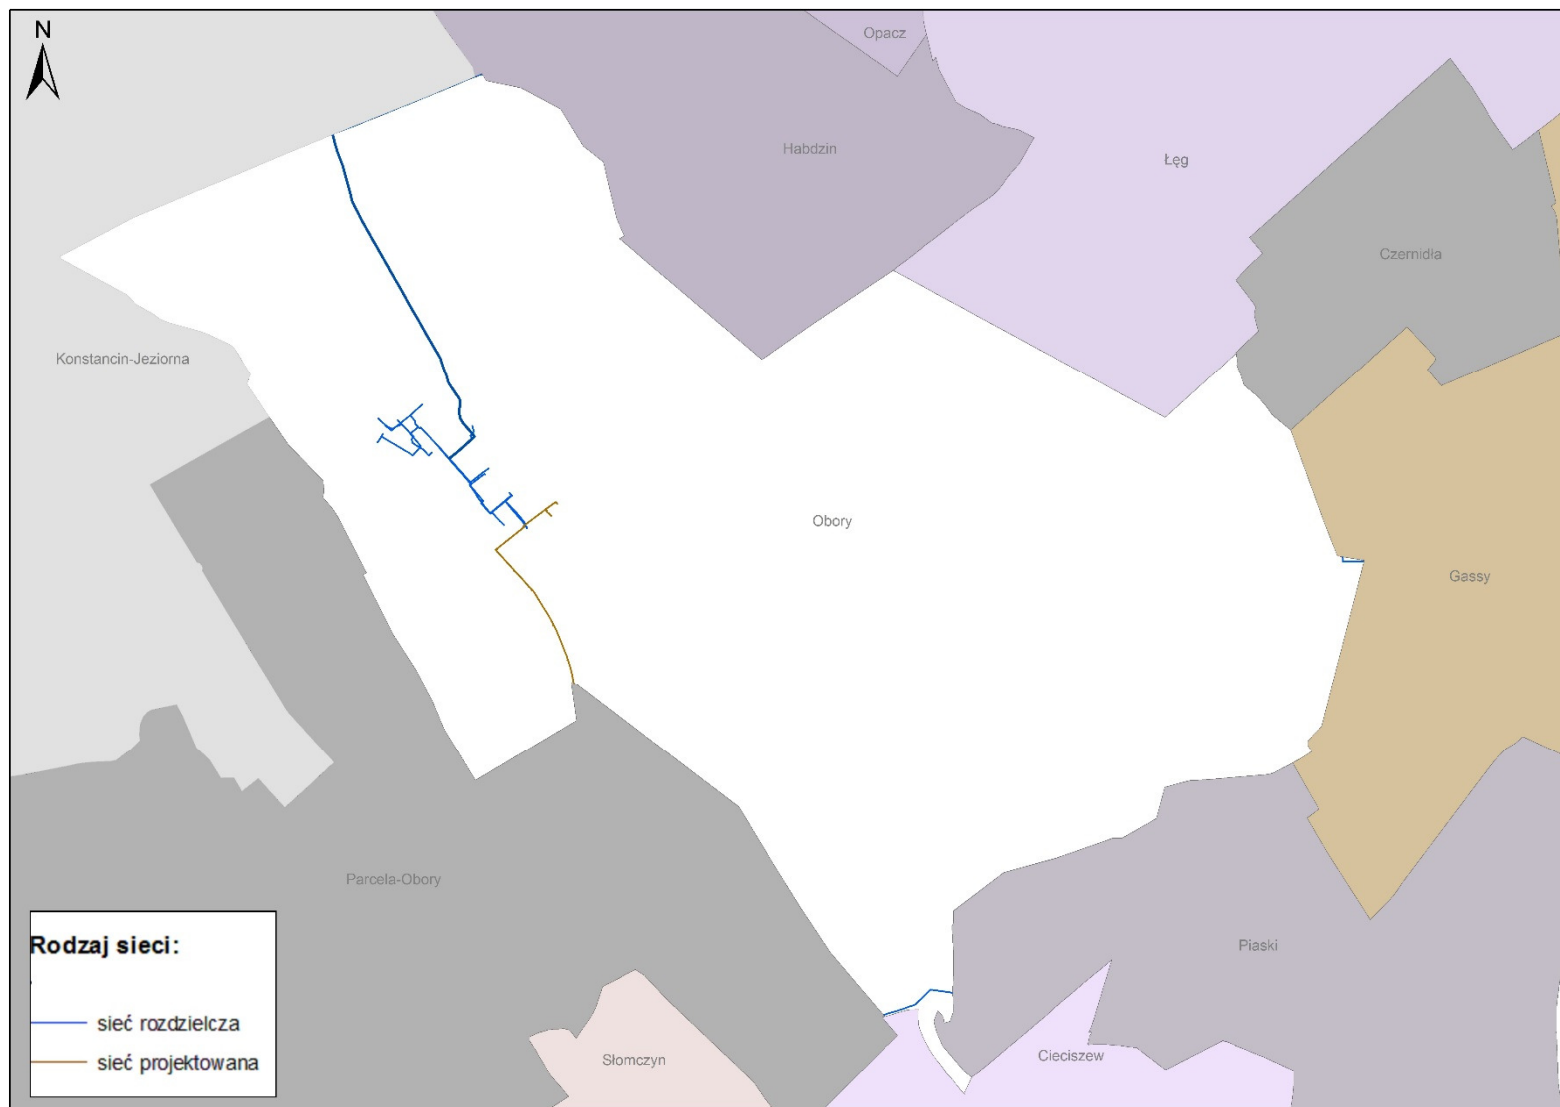 N
Opacz
Habdzin
Łęg
Czernidła
Konstancin-Jeziorna
Obory
Gassy
Parcela-Obory
Piaski
Słomczyn
Cieciszew
Rodzaj sieci:
sieć rozdzielcza
sieć projektowana